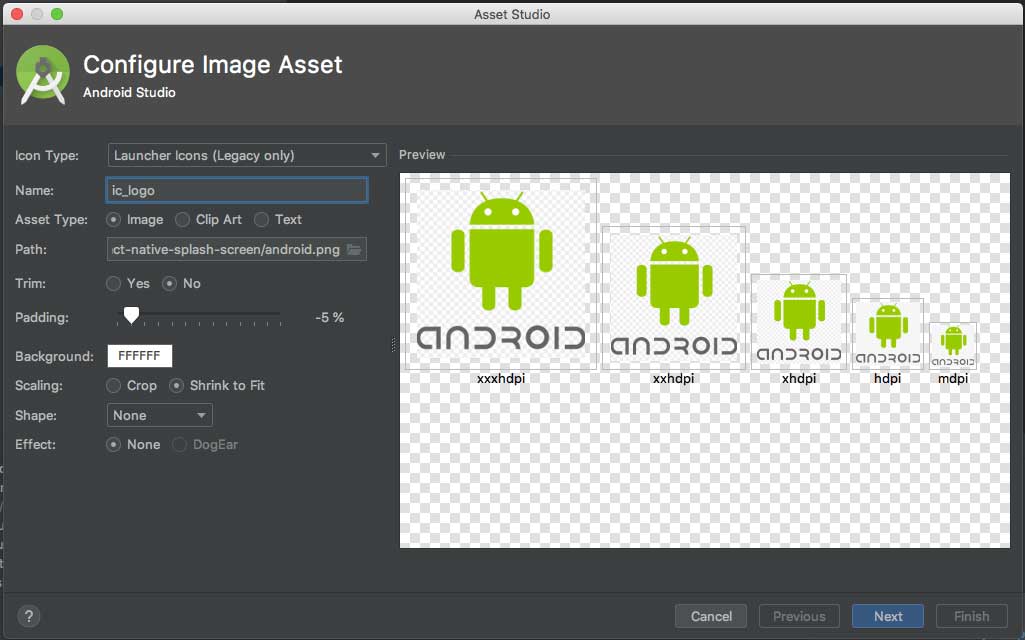 Asset Studio
Configure Image Asset
Android Studio
Icon Type: Launcher Icons (Legacy only)
Name: ic_logo
Asset Type: Image Clip Art Text
Path: ct-native-splash-screen/android.png
Trim: Yes No
Padding: -5 %
Background: FFFFFF
Scaling: Crop Shrink to Fit
Shape: None
Effect: None DogEar
Preview
ANDROID ANDROID ANDROID ANDROID ANDROID
xxxhdpi xxhdpi xhdpi hdpi mdpi
? Cancel Previous Next Finish